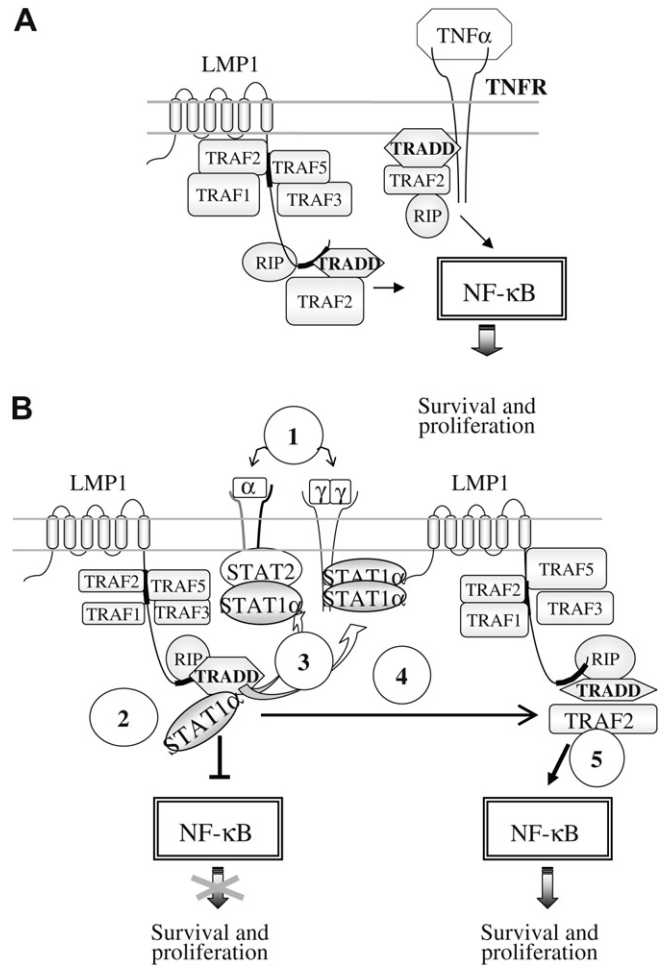 A
TNFα
LMP1
TNFR
TRADD
TRAF2
TRAF5
TRAF2
TRAF1
TRAF3
RIP
RIP
TRADD
NF-κB
TRAF2
B
Survival and
proliferation
1
LMP1
α
γ γ
LMP1
STAT2
STAT1α
STAT1α
STAT1α
TRAF2
TRAF5
TRAF1
TRAF3
TRAF5
TRAF2
TRAF1
TRAF3
RIP
TRADD
3
4
RIP
TRADD
2
STAT1α
TRAF2
5
NF-κB
NF-κB
Survival and
proliferation
Survival and
proliferation